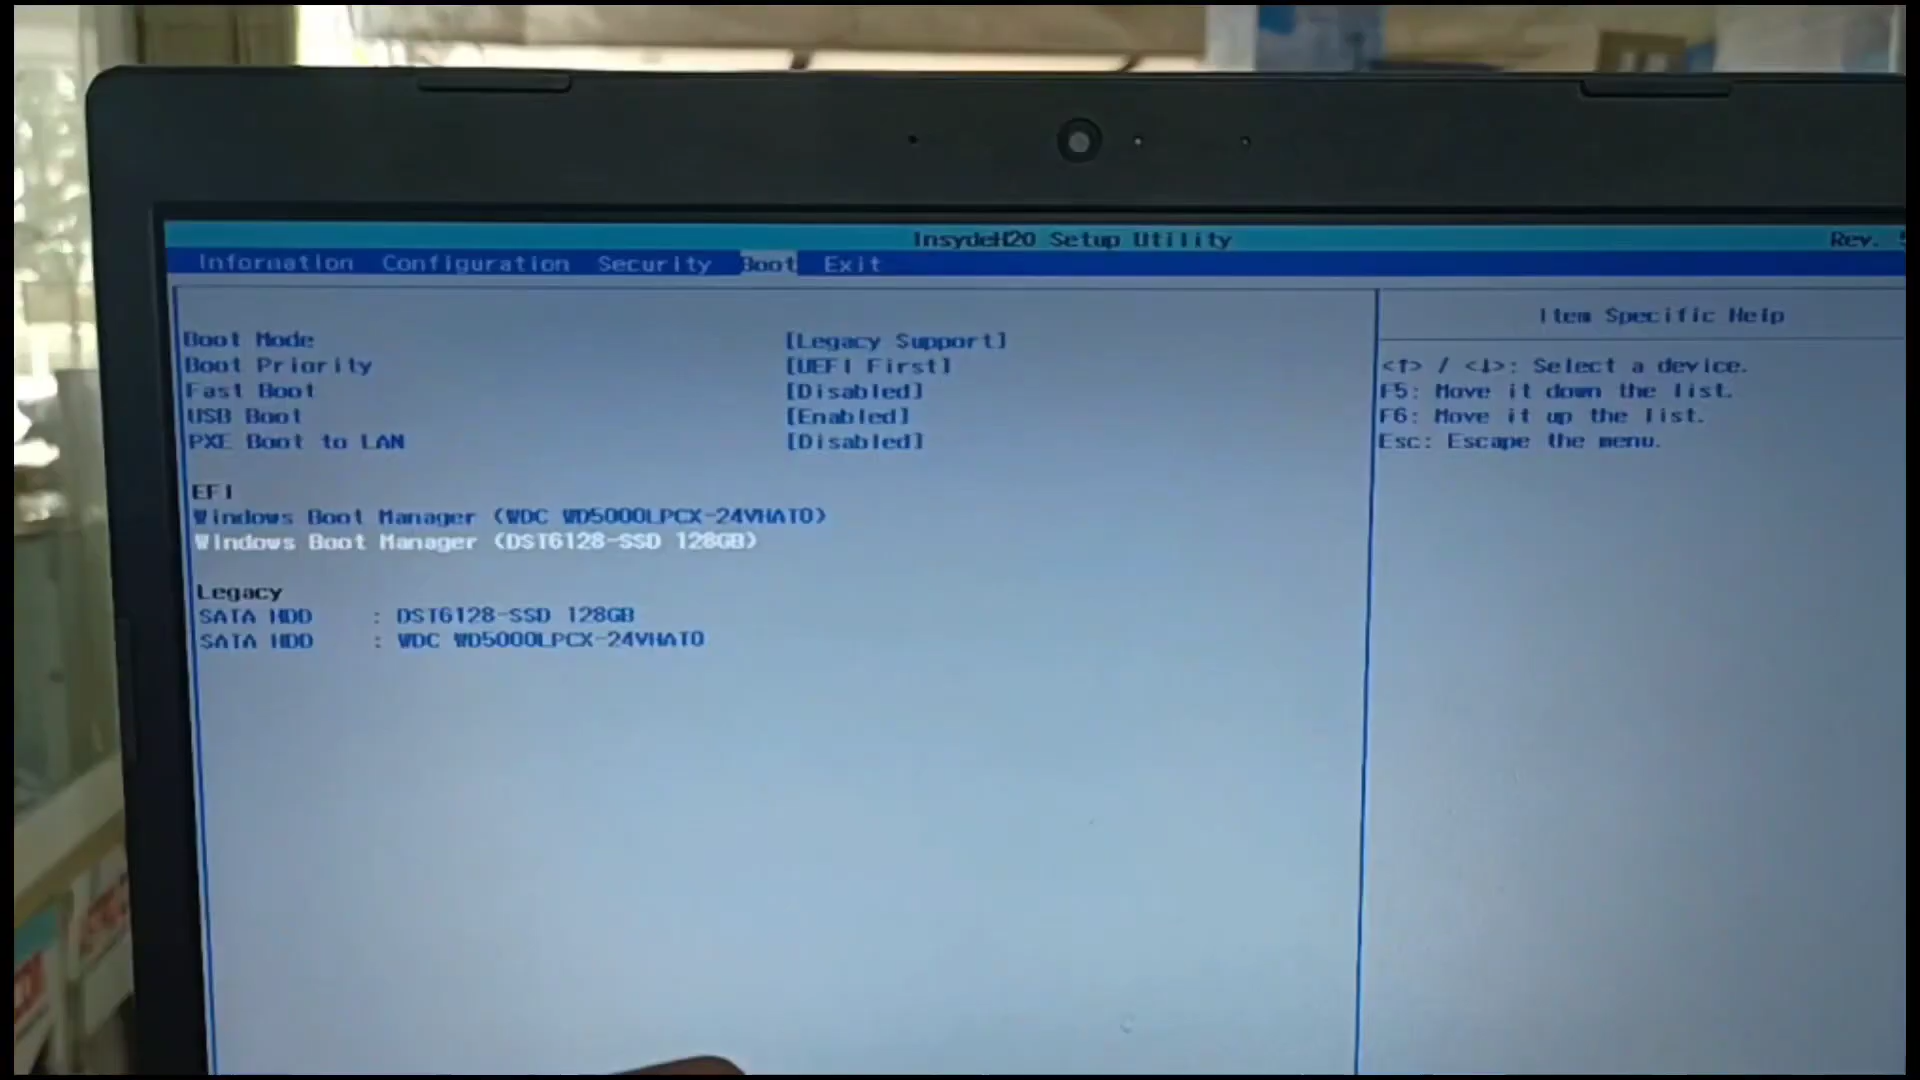 InsydeH20 Setup Utility
Rev.
Information Configuration Security Boot Exit
Boot Mode [Legacy Support]
Boot Priority [UEFI First]
Fast Boot [Disabled]
USB Boot [Enabled]
PXE Boot to LAN [Disabled]
EFI
Windows Boot Manager (WDC WD5000LPCX-24VHAT0)
Windows Boot Manager (DST6128-SSD 128GB)
Legacy
SATA HDD : DST6128-SSD 128GB
SATA HDD : WDC WD5000LPCX-24VHAT0
Item Specific Help
<↑> / <↓>: Select a device.
F5: Move it down the list.
F6: Move it up the list.
Esc: Escape the menu.